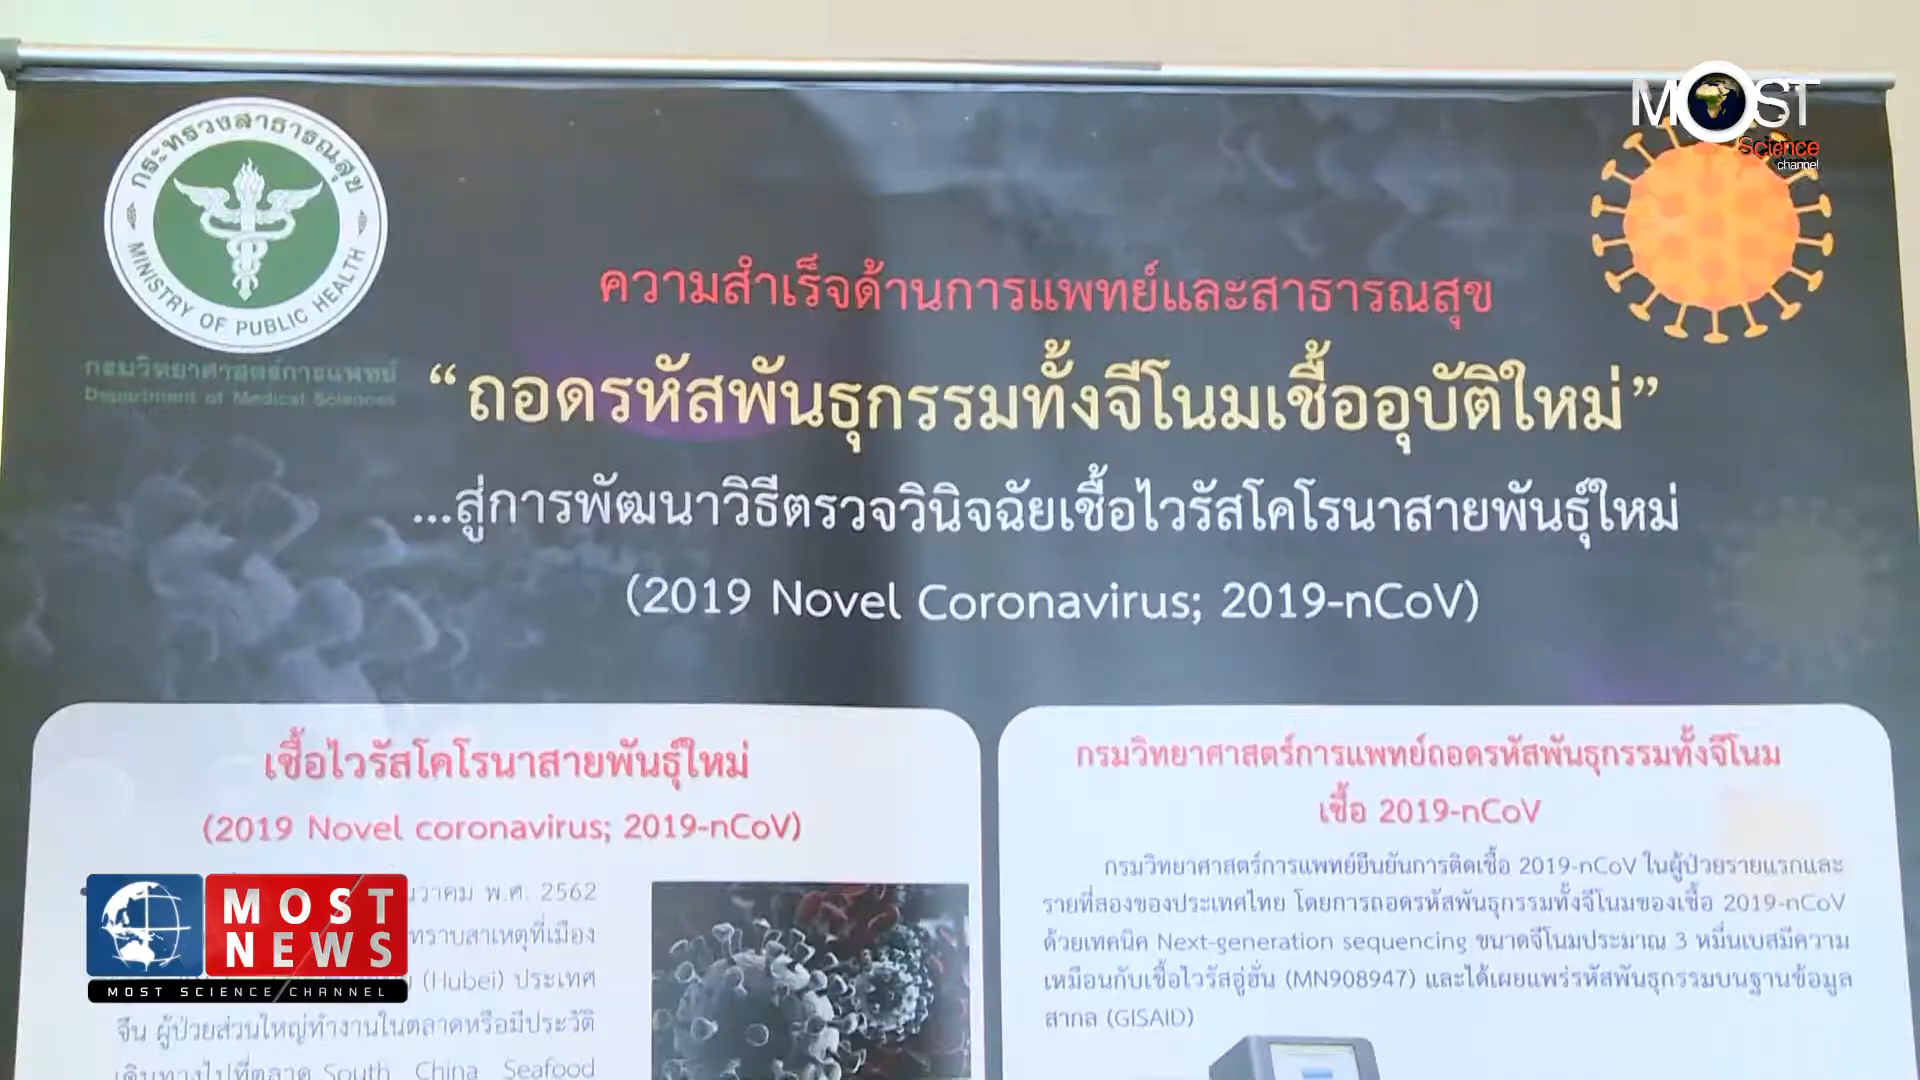 MOST
Science
channel
กระทรวงสาธารณสุข
MINISTRY OF PUBLIC HEALTH
กรมวิทยาศาสตร์การแพทย์
Department of Medical Sciences
ความสำเร็จด้านการแพทย์และสาธารณสุข
“ถอดรหัสพันธุกรรมทั้งจีโนมเชื้ออุบัติใหม่”
...สู่การพัฒนาวิธีตรวจวินิจฉัยเชื้อไวรัสโคโรนาสายพันธุ์ใหม่
(2019 Novel Coronavirus; 2019-nCoV)
เชื้อไวรัสโคโรนาสายพันธุ์ใหม่
(2019 Novel coronavirus; 2019-nCoV)
พ.ศ. 2562
ทราบสาเหตุที่เมือง
(Hubei) ประเทศ
จีน ผู้ป่วยส่วนใหญ่ทำงานในตลาดหรือมีประวัติ
เดินทางไปที่ตลาด South China Seafood
กรมวิทยาศาสตร์การแพทย์ถอดรหัสพันธุกรรมทั้งจีโนม
เชื้อ 2019-nCoV
กรมวิทยาศาสตร์การแพทย์ยืนยันการติดเชื้อ 2019-nCoV ในผู้ป่วยรายแรกและ
รายที่สองของประเทศไทย โดยการถอดรหัสพันธุกรรมทั้งจีโนมของเชื้อ 2019-nCoV
ด้วยเทคนิค Next-generation sequencing ขนาดจีโนมประมาณ 3 หมื่นเบสมีความ
เหมือนกับเชื้อไวรัสอู่ฮั่น (MN908947) และได้เผยแพร่รหัสพันธุกรรมบนฐานข้อมูล
สากล (GISAID)
MOST
NEWS
MOST SCIENCE CHANNEL